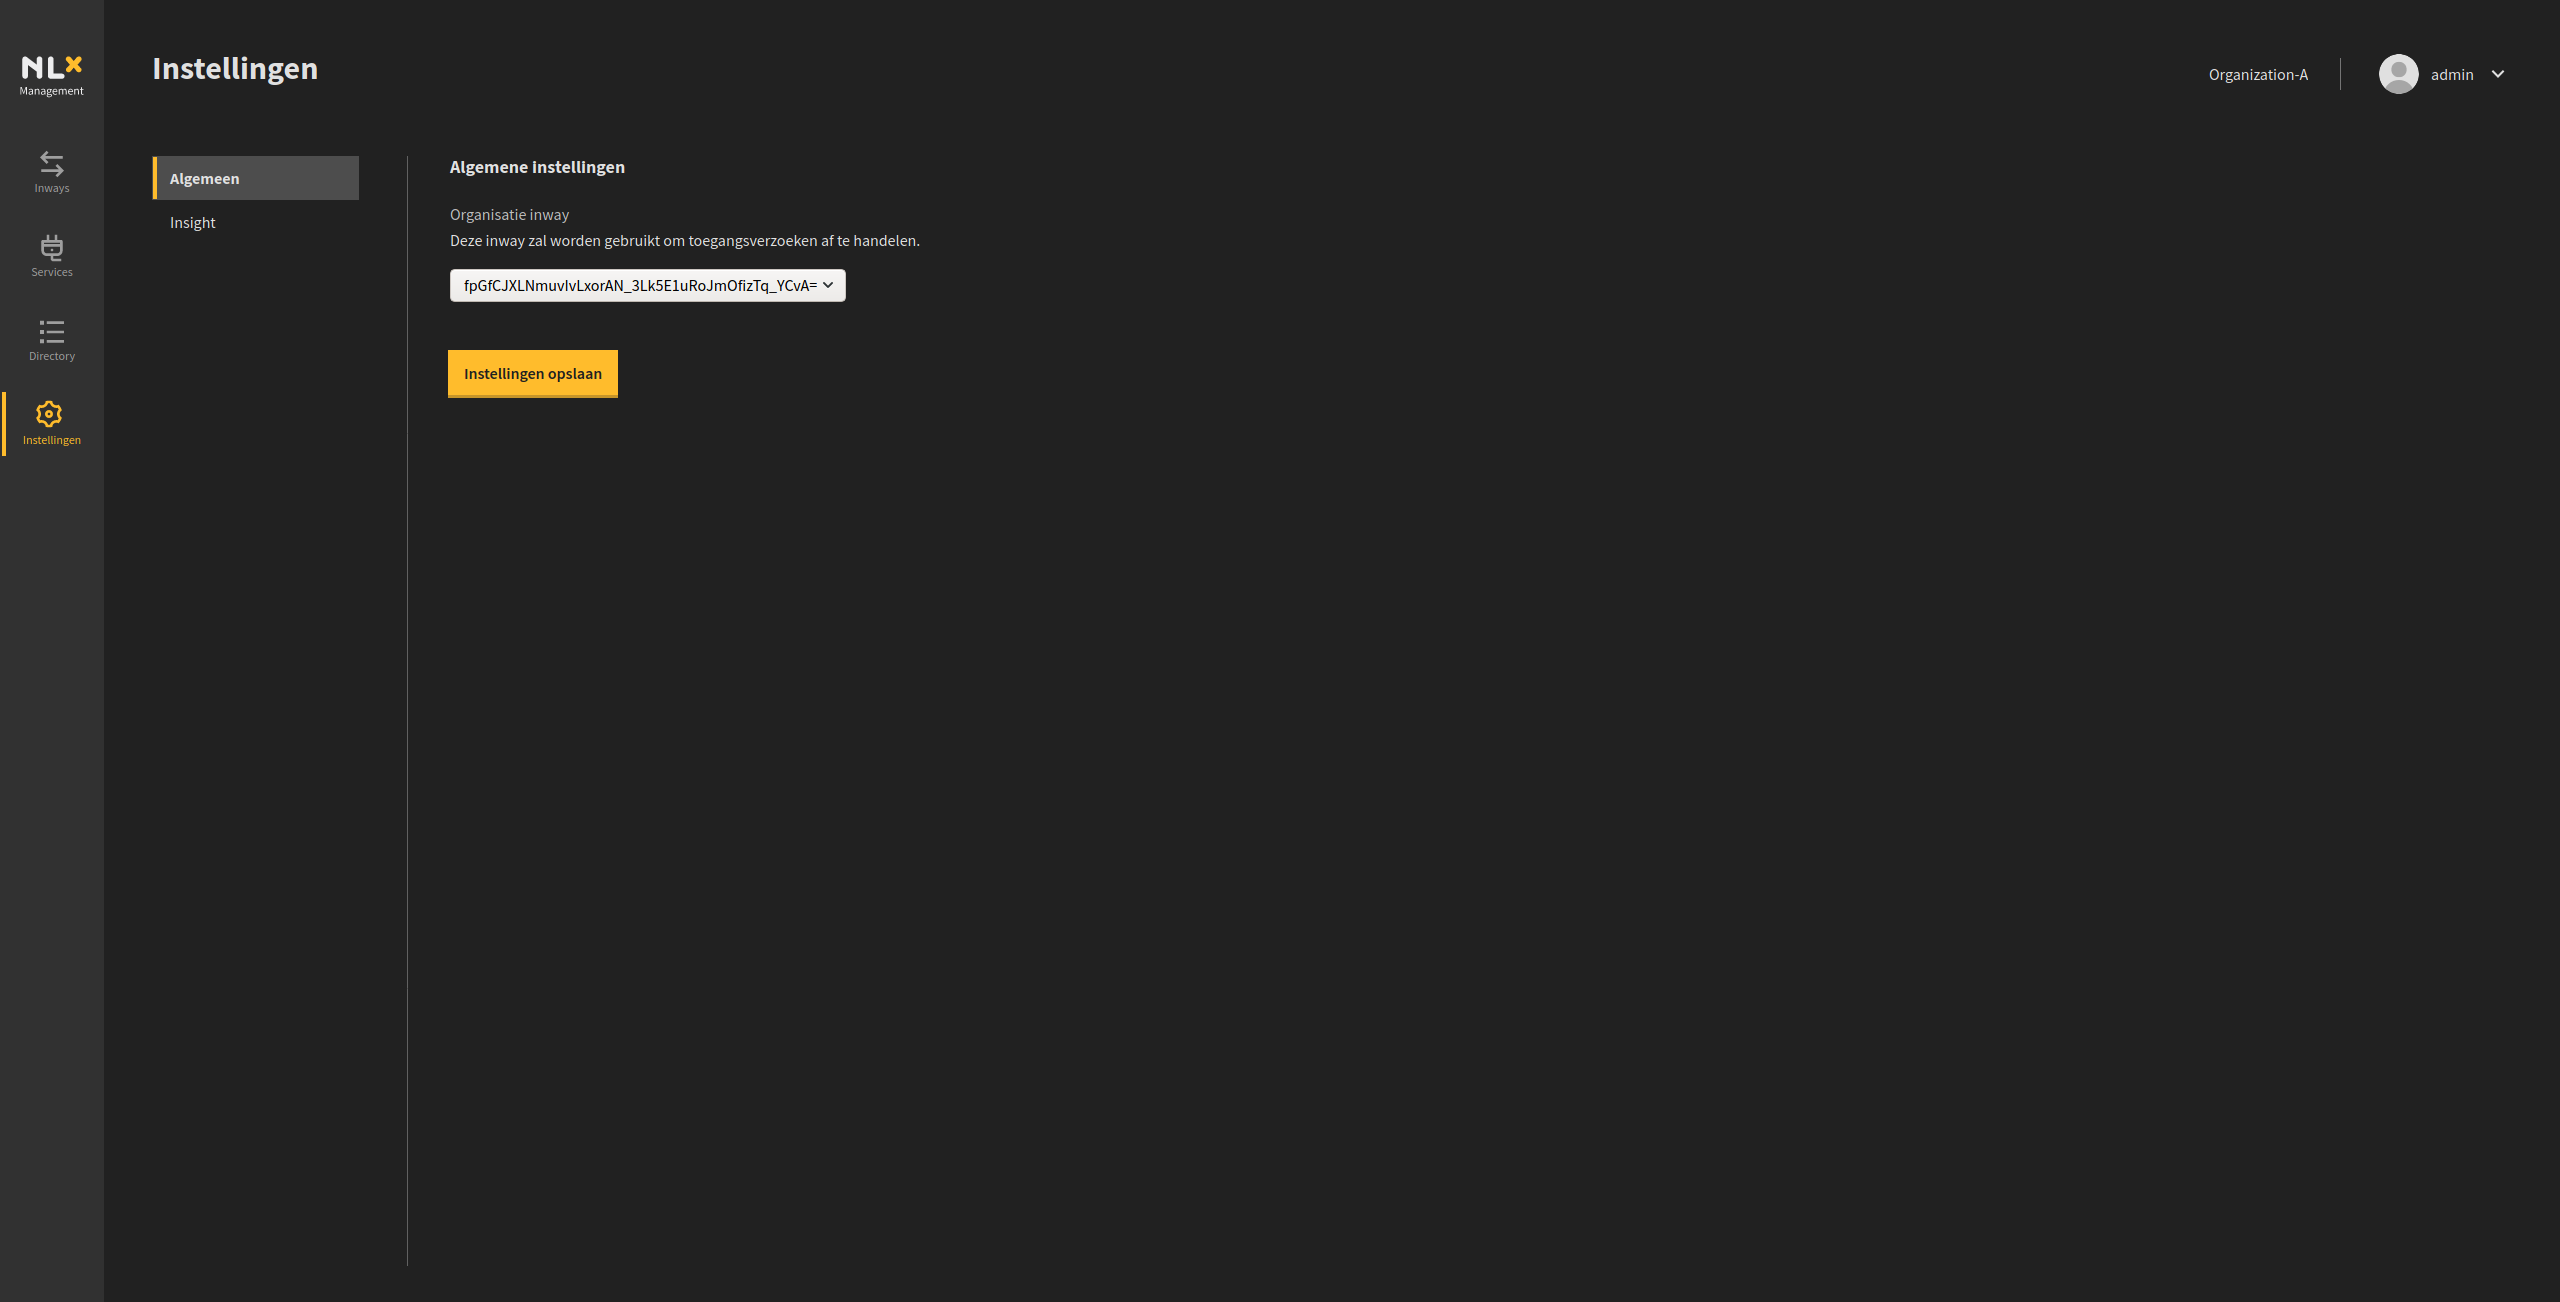 NLX
Management
Inways
Services
Directory
Instellingen
Instellingen
Organization-A
admin
Algemeen
Insight
Algemene instellingen
Organisatie inway
Deze inway zal worden gebruikt om toegangsverzoeken af te handelen.
fpGfCJXLNmuvlvLxorAN_3Lk5E1uRoJmOfizTq_YCvA=
Instellingen opslaan